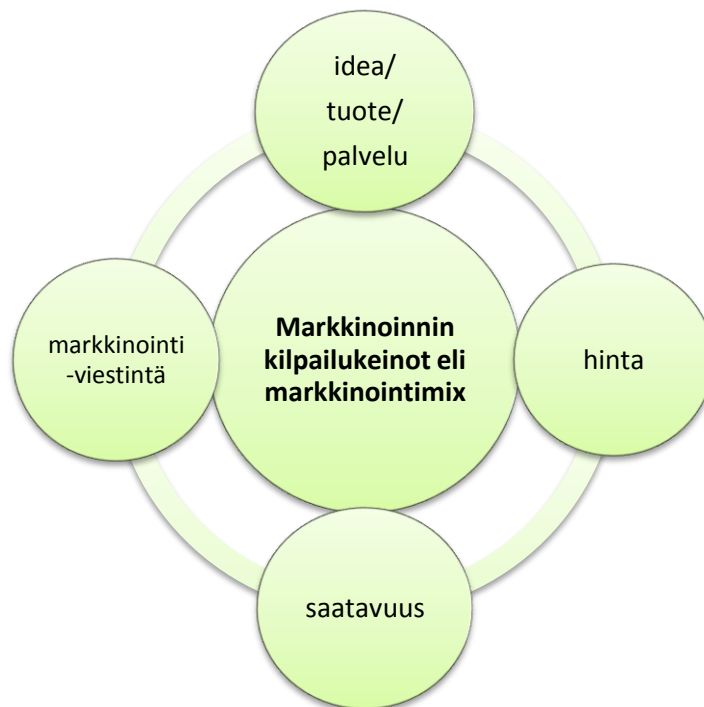 idea/
tuote/
palvelu
Markkinoinnin
kilpailukeinot eli
markkinointimix
markkinointi
-viestintä
hinta
saatavuus